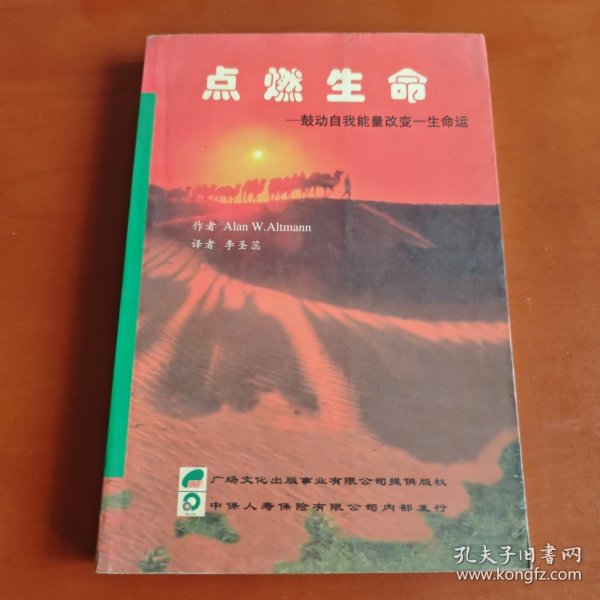 点燃生命
—鼓动自我能量改变一生命运
作者 Alan W.Altmann
译者 李圣蕊
广场文化出版事业有限公司提供版权
中保人寿保险有限公司内部发行
孔夫子旧书网
www.kongfz.com